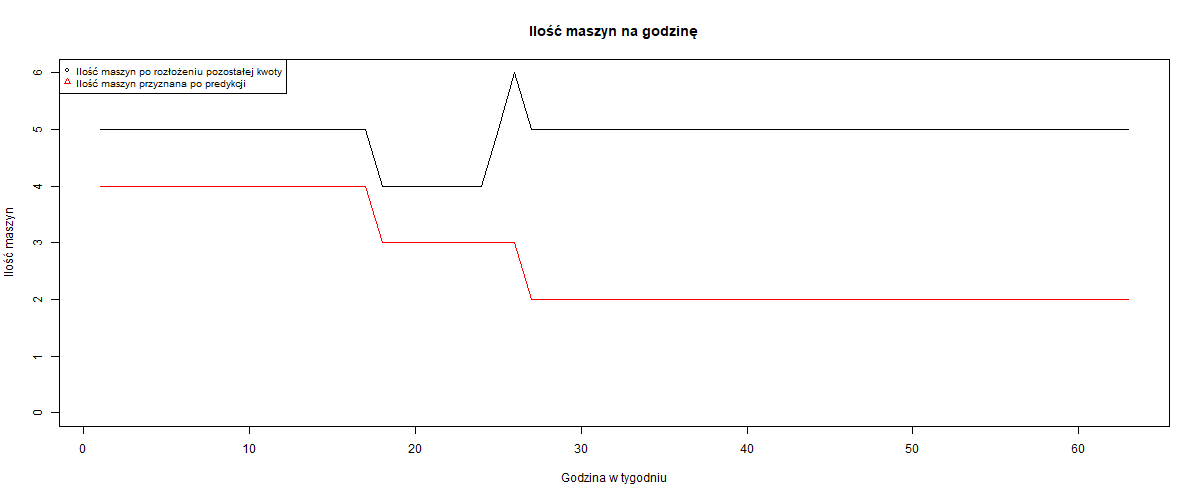 Ilość maszyn na godzinę
Ilość maszyn po rozłożeniu pozostałej kwoty
Ilość maszyn przyznana po predykcji
Ilość maszyn
6
5
4
3
2
1
0
0 10 20 30 40 50 60
Godzina w tygodniu